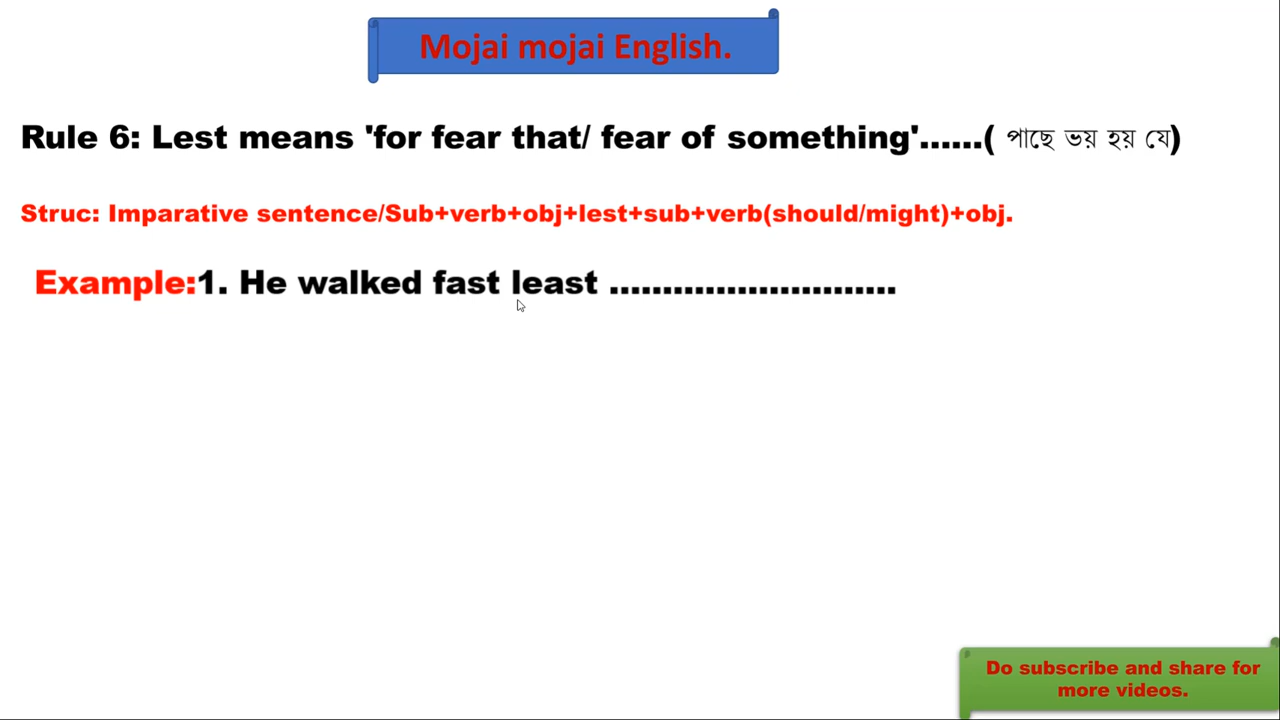 Mojai mojai English.
Rule 6: Lest means 'for fear that/ fear of something'......( পাছে ভয় হয় যে)
Struc: Imparative sentence/Sub+verb+obj+lest+sub+verb(should/might)+obj.
Example:1. He walked fast least ...........................
Do subscribe and share for
more videos.